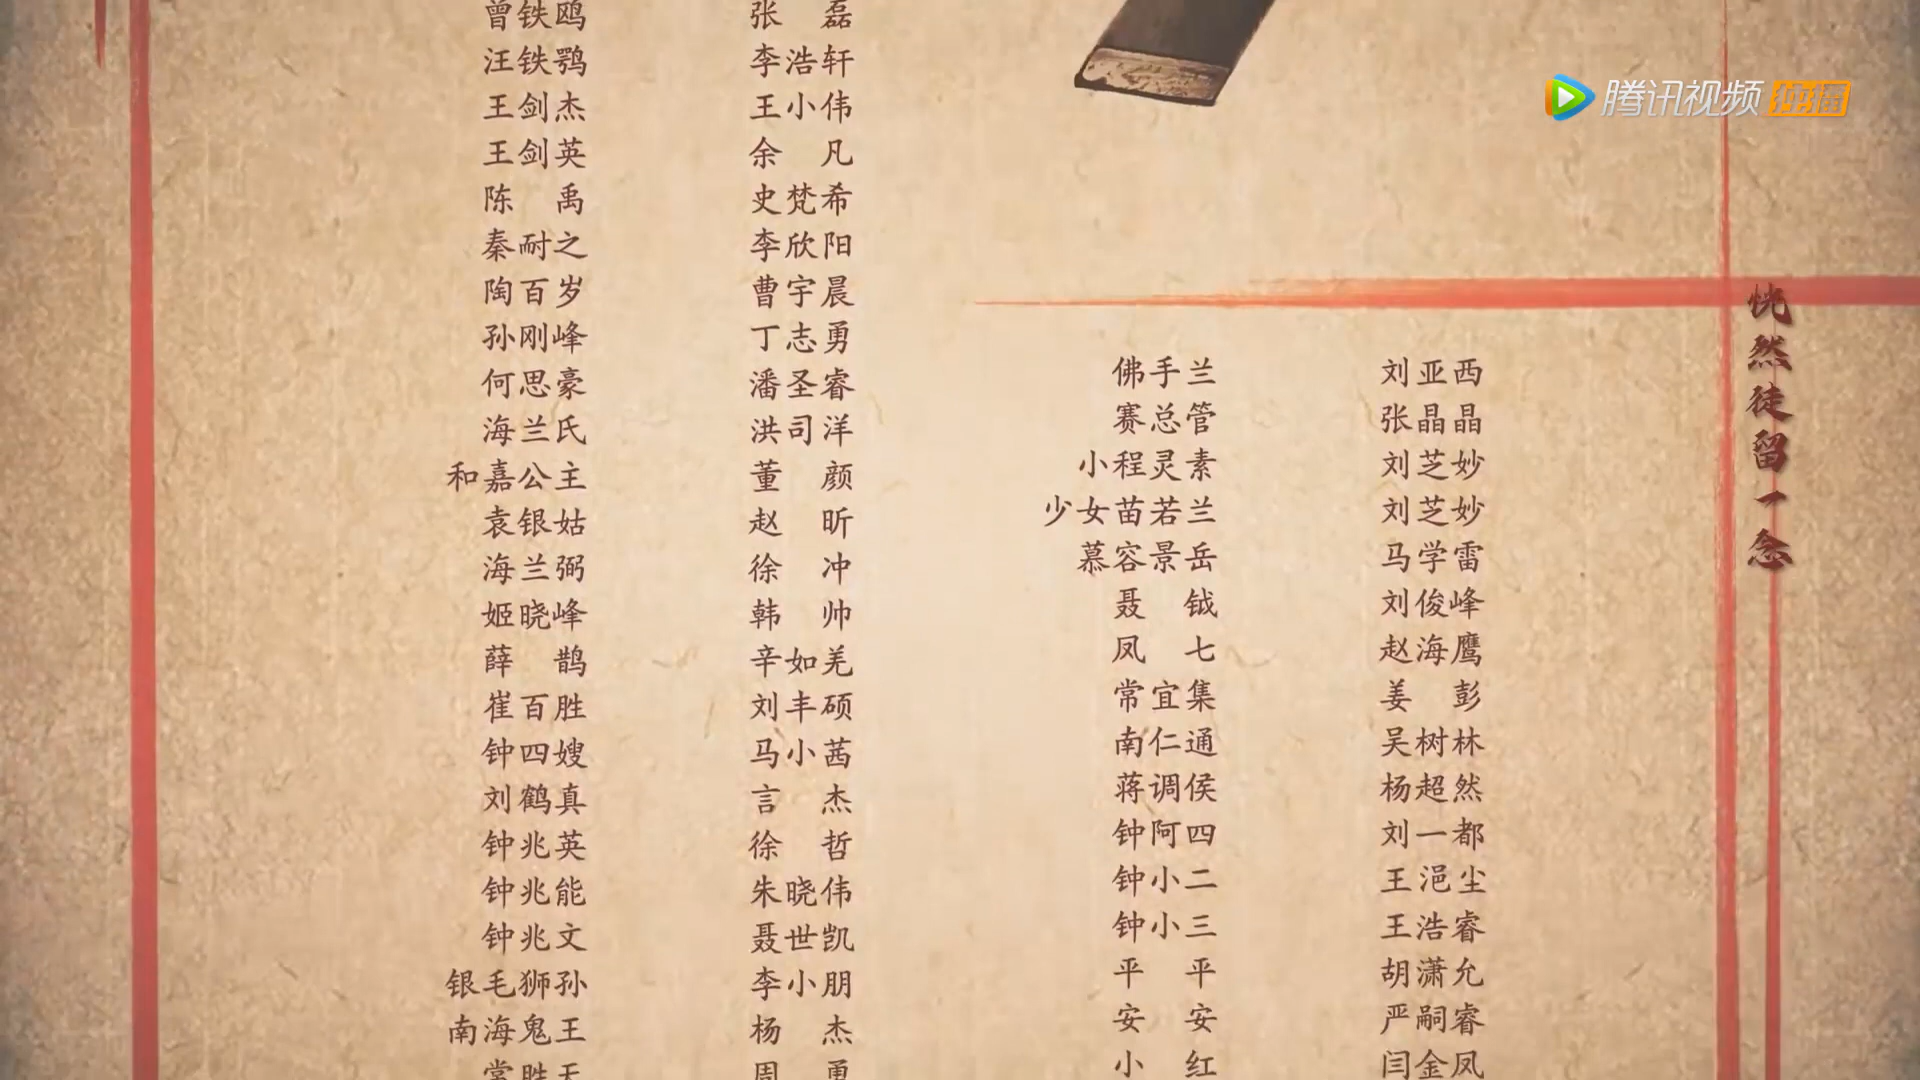 曾铁鸥 张磊
汪铁鹗 李浩轩
王剑杰 王小伟
王剑英 余凡
陈禹 史梵希
秦耐之 李欣阳
陶百岁 曹宇晨
孙刚峰 丁志勇
何思豪 潘圣睿
海兰氏 洪司洋
和嘉公主 董颜
袁银姑 赵昕
海兰弼 徐冲
姬晓峰 韩帅
薛鹊 辛如羌
崔百胜 刘丰硕
钟四嫂 马小茜
刘鹤真 言杰
钟兆英 徐哲
钟兆能 朱晓伟
钟兆文 聂世凯
银毛狮孙 李小朋
南海鬼王 杨杰
常胜天 周勇
佛手兰 刘亚西
赛总管 张晶晶
小程灵素 刘芝妙
少女苗若兰 刘芝妙
慕容景岳 马学雷
聂钺 刘俊峰
凤七 赵海鹰
常宜集 姜彭
南仁通 吴树林
蒋调侯 杨超然
钟阿四 刘一都
钟小二 王浥尘
钟小三 王浩睿
平平 胡潇允
安安 严嗣睿
小红 闫金凤
腾讯视频 独播
恍然徒留一念